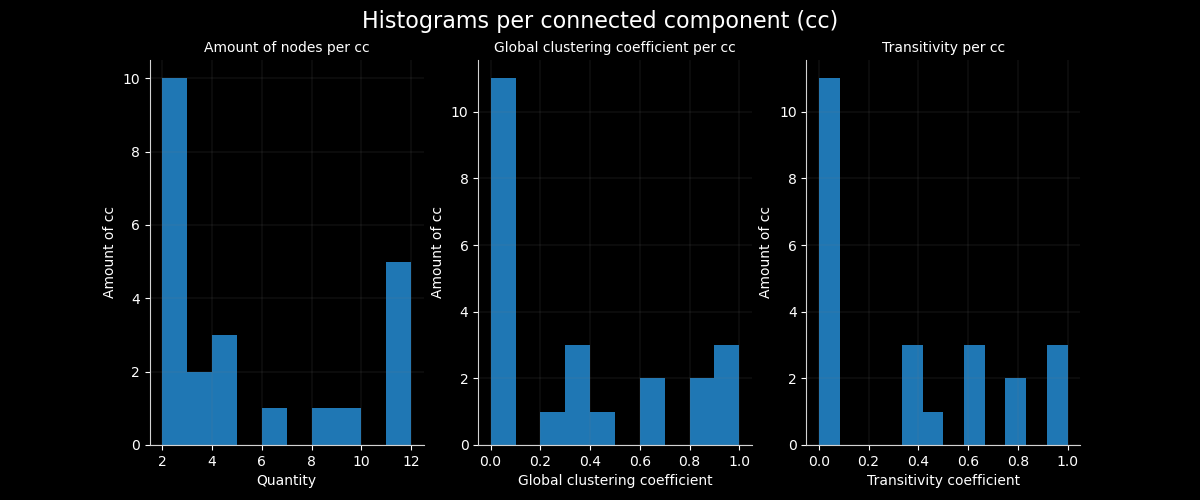 Histograms per connected component (cc)
Amount of nodes per cc
Amount of cc
0
2
4
6
8
10
2 4 6 8 10 12
Quantity
Global clustering coefficient per cc
Amount of cc
0
2
4
6
8
10
0.0 0.2 0.4 0.6 0.8 1.0
Global clustering coefficient
Transitivity per cc
Amount of cc
0
2
4
6
8
10
0.0 0.2 0.4 0.6 0.8 1.0
Transitivity coefficient